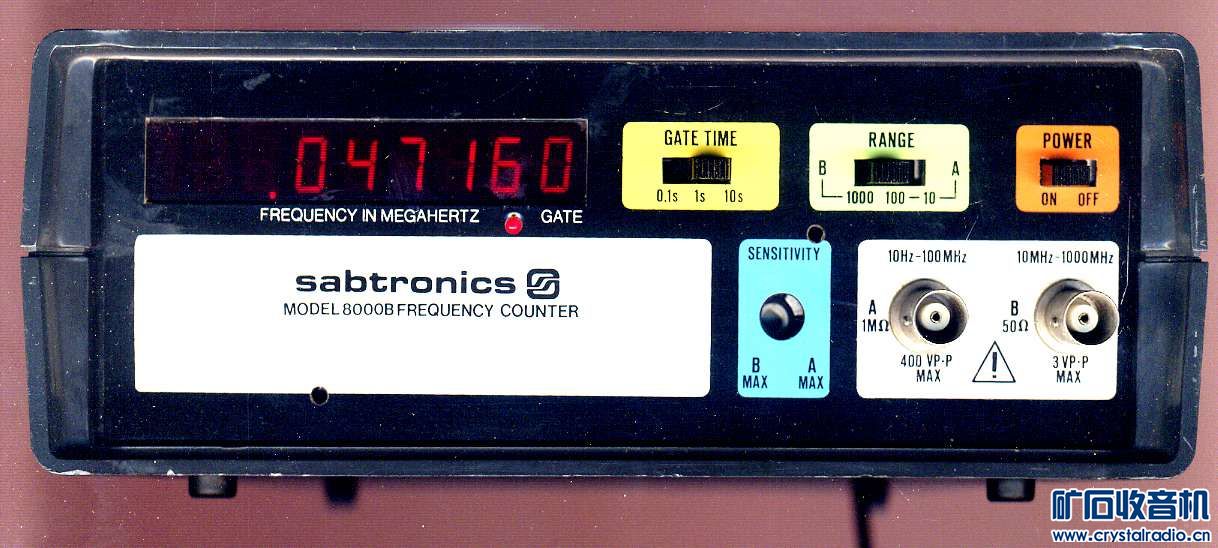 .047160
FREQUENCY IN MEGAHERTZ GATE
GATE TIME
0.1s 1s 10s
RANGE
B A
1000 100 10
POWER
ON OFF
sabtronics
MODEL 8000B FREQUENCY COUNTER
SENSITIVITY
B A
MAX MAX
10Hz-100MHz
A
1MΩ
400 VP-P
MAX
10MHz-1000MHz
B
50Ω
3 VP-P
MAX
矿石收音机
www.crystalradio.cn